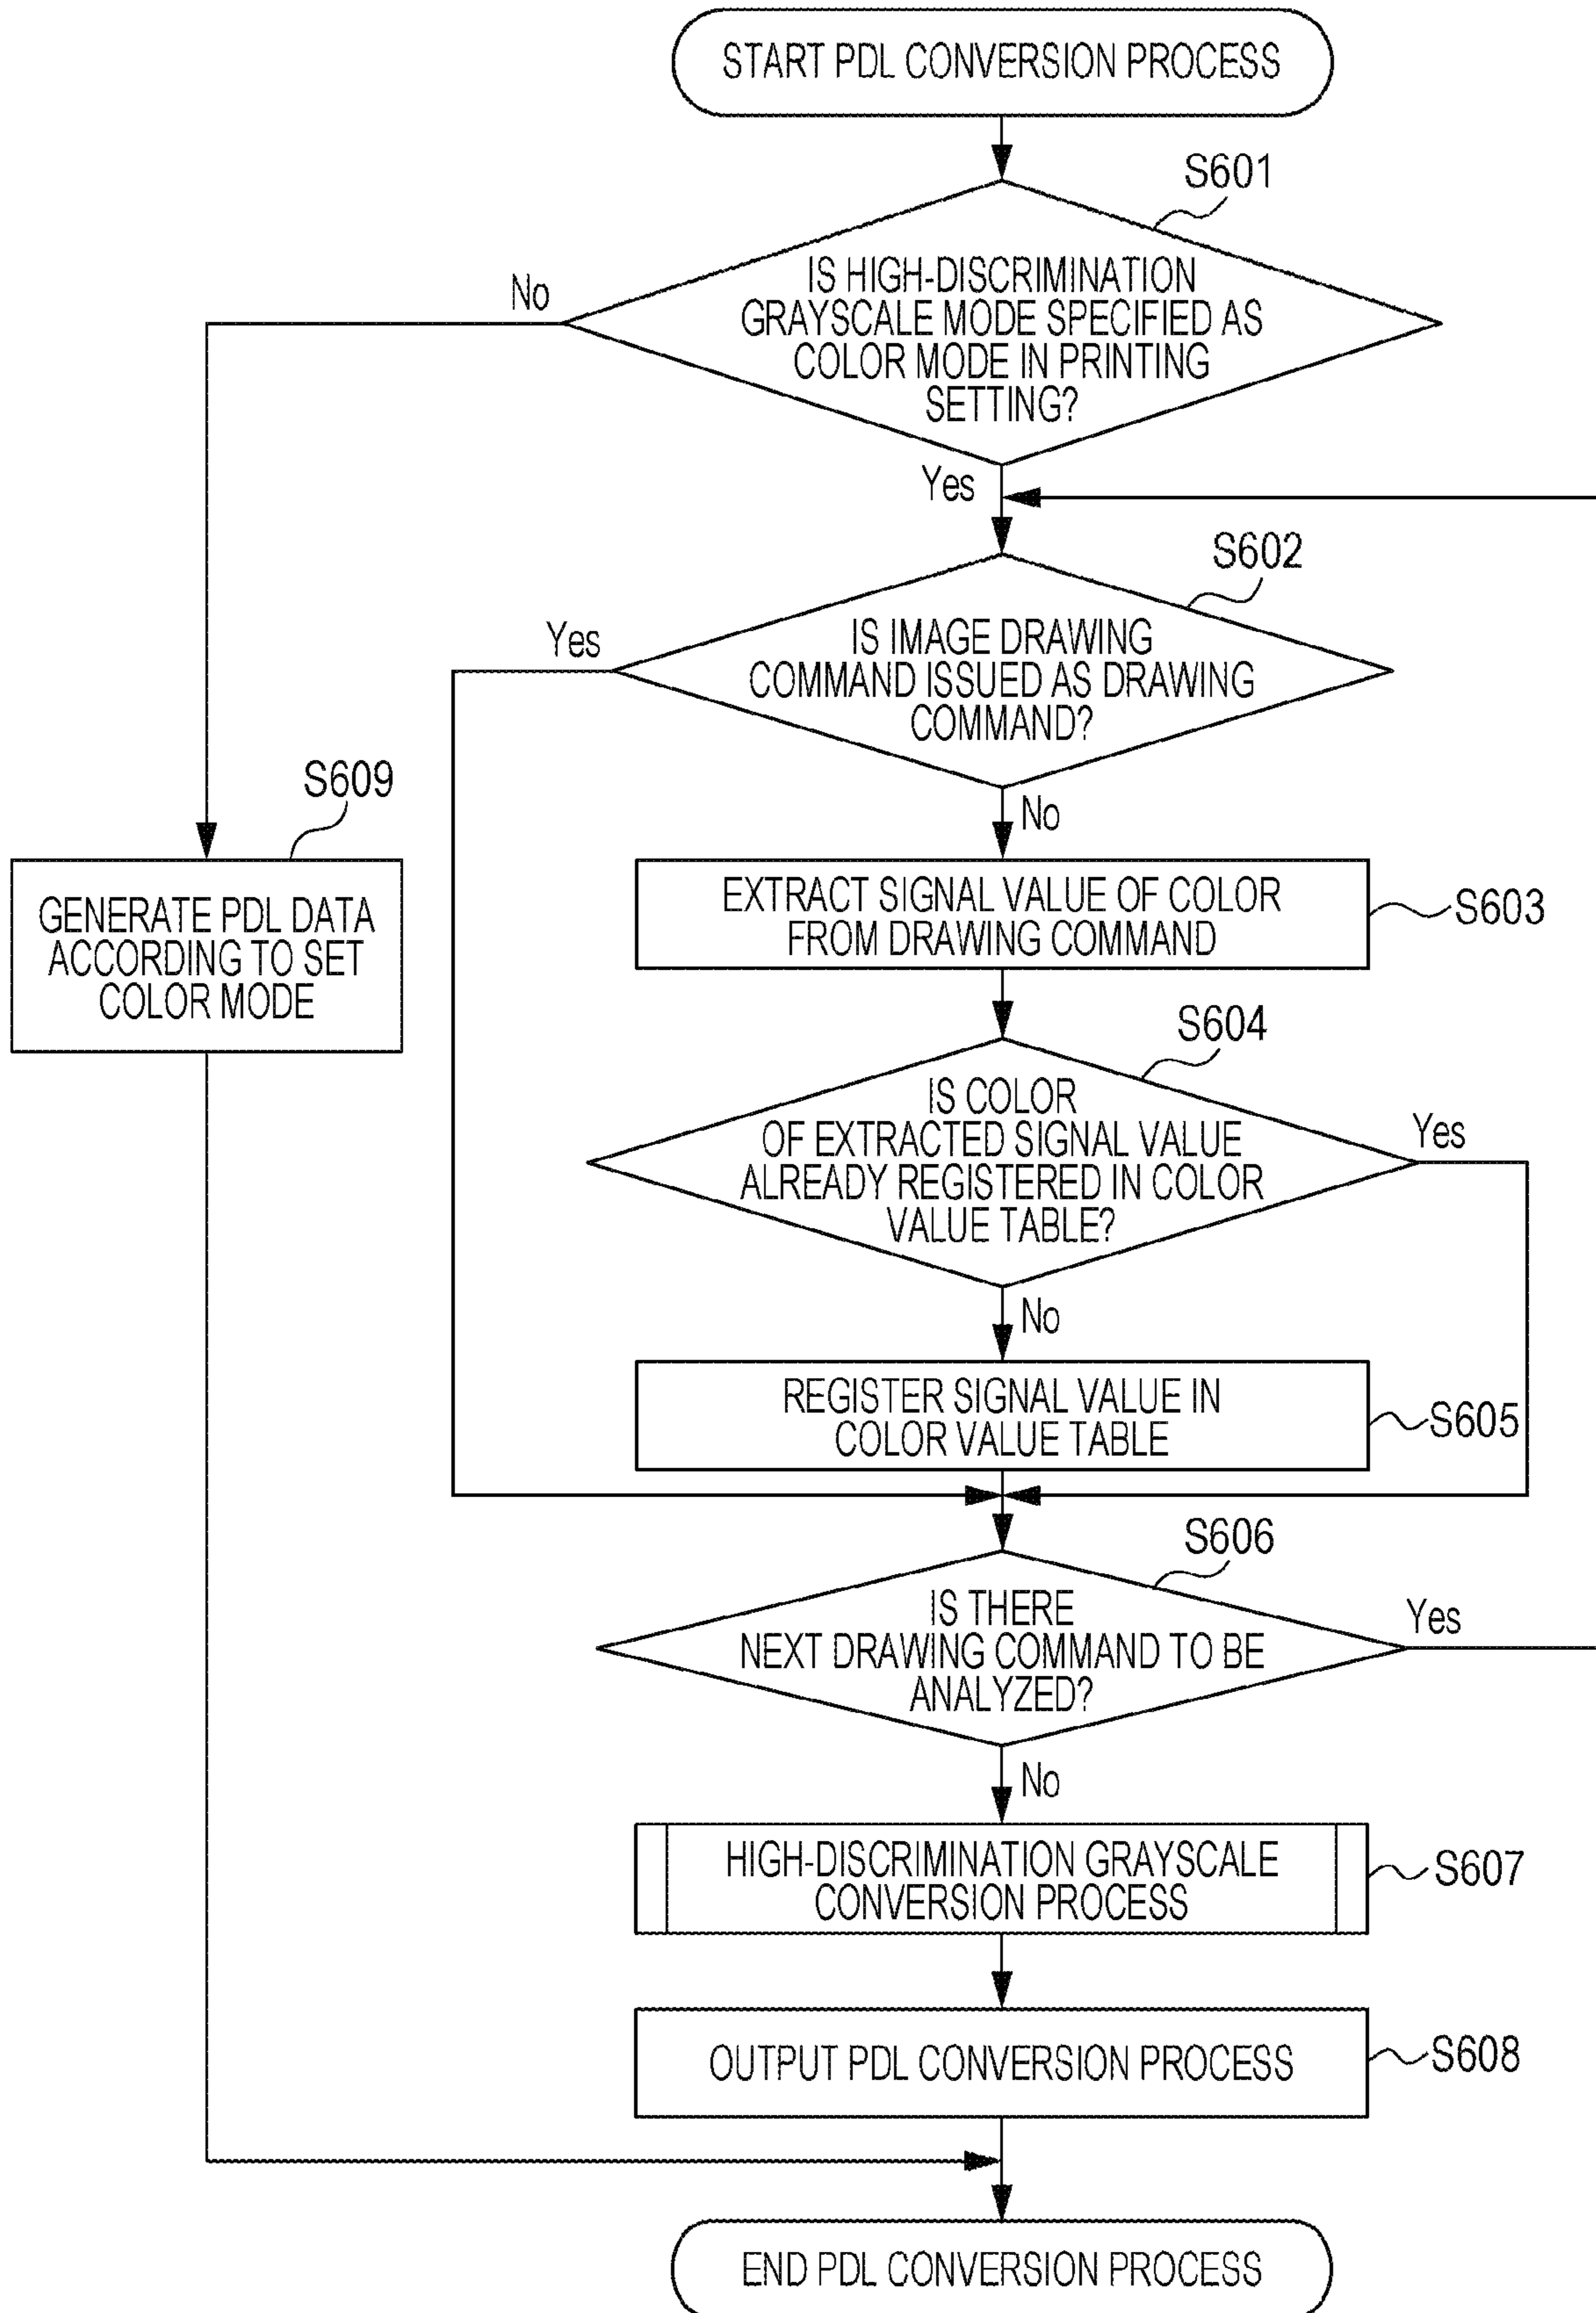 START PDL CONVERSION PROCESS
S601
IS HIGH-DISCRIMINATION
GRAYSCALE MODE SPECIFIED AS
COLOR MODE IN PRINTING
SETTING?
No
Yes
S602
IS IMAGE DRAWING
COMMAND ISSUED AS DRAWING
COMMAND?
Yes
No
S609
GENERATE PDL DATA
ACCORDING TO SET
COLOR MODE
EXTRACT SIGNAL VALUE OF COLOR
FROM DRAWING COMMAND
S603
S604
IS COLOR
OF EXTRACTED SIGNAL VALUE
ALREADY REGISTERED IN COLOR
VALUE TABLE?
Yes
No
REGISTER SIGNAL VALUE IN
COLOR VALUE TABLE
S605
S606
IS THERE
NEXT DRAWING COMMAND TO BE
ANALYZED?
Yes
No
HIGH-DISCRIMINATION GRAYSCALE
CONVERSION PROCESS
S607
OUTPUT PDL CONVERSION PROCESS
S608
END PDL CONVERSION PROCESS